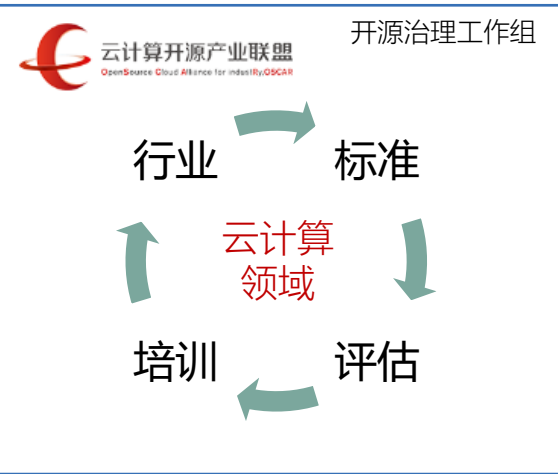 云计算开源产业联盟
OpenSource Cloud Alliance for industRy,OSCAR
开源治理工作组
行业
标准
云计算
领域
培训
评估